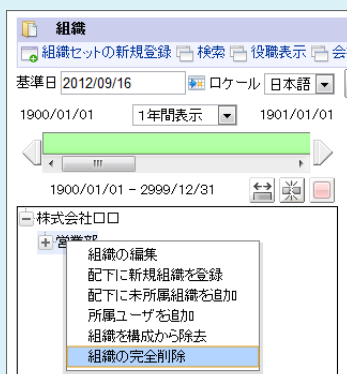 組織
組織セットの新規登録 検索 役職表示 会
基準日 2012/09/16 ロケール 日本語
1900/01/01 1年間表示 1901/01/01
1900/01/01 - 2999/12/31
株式会社ロロ
営業部
組織の編集
配下に新規組織を登録
配下に未所属組織を追加
所属ユーザを追加
組織を構成から除去
組織の完全削除